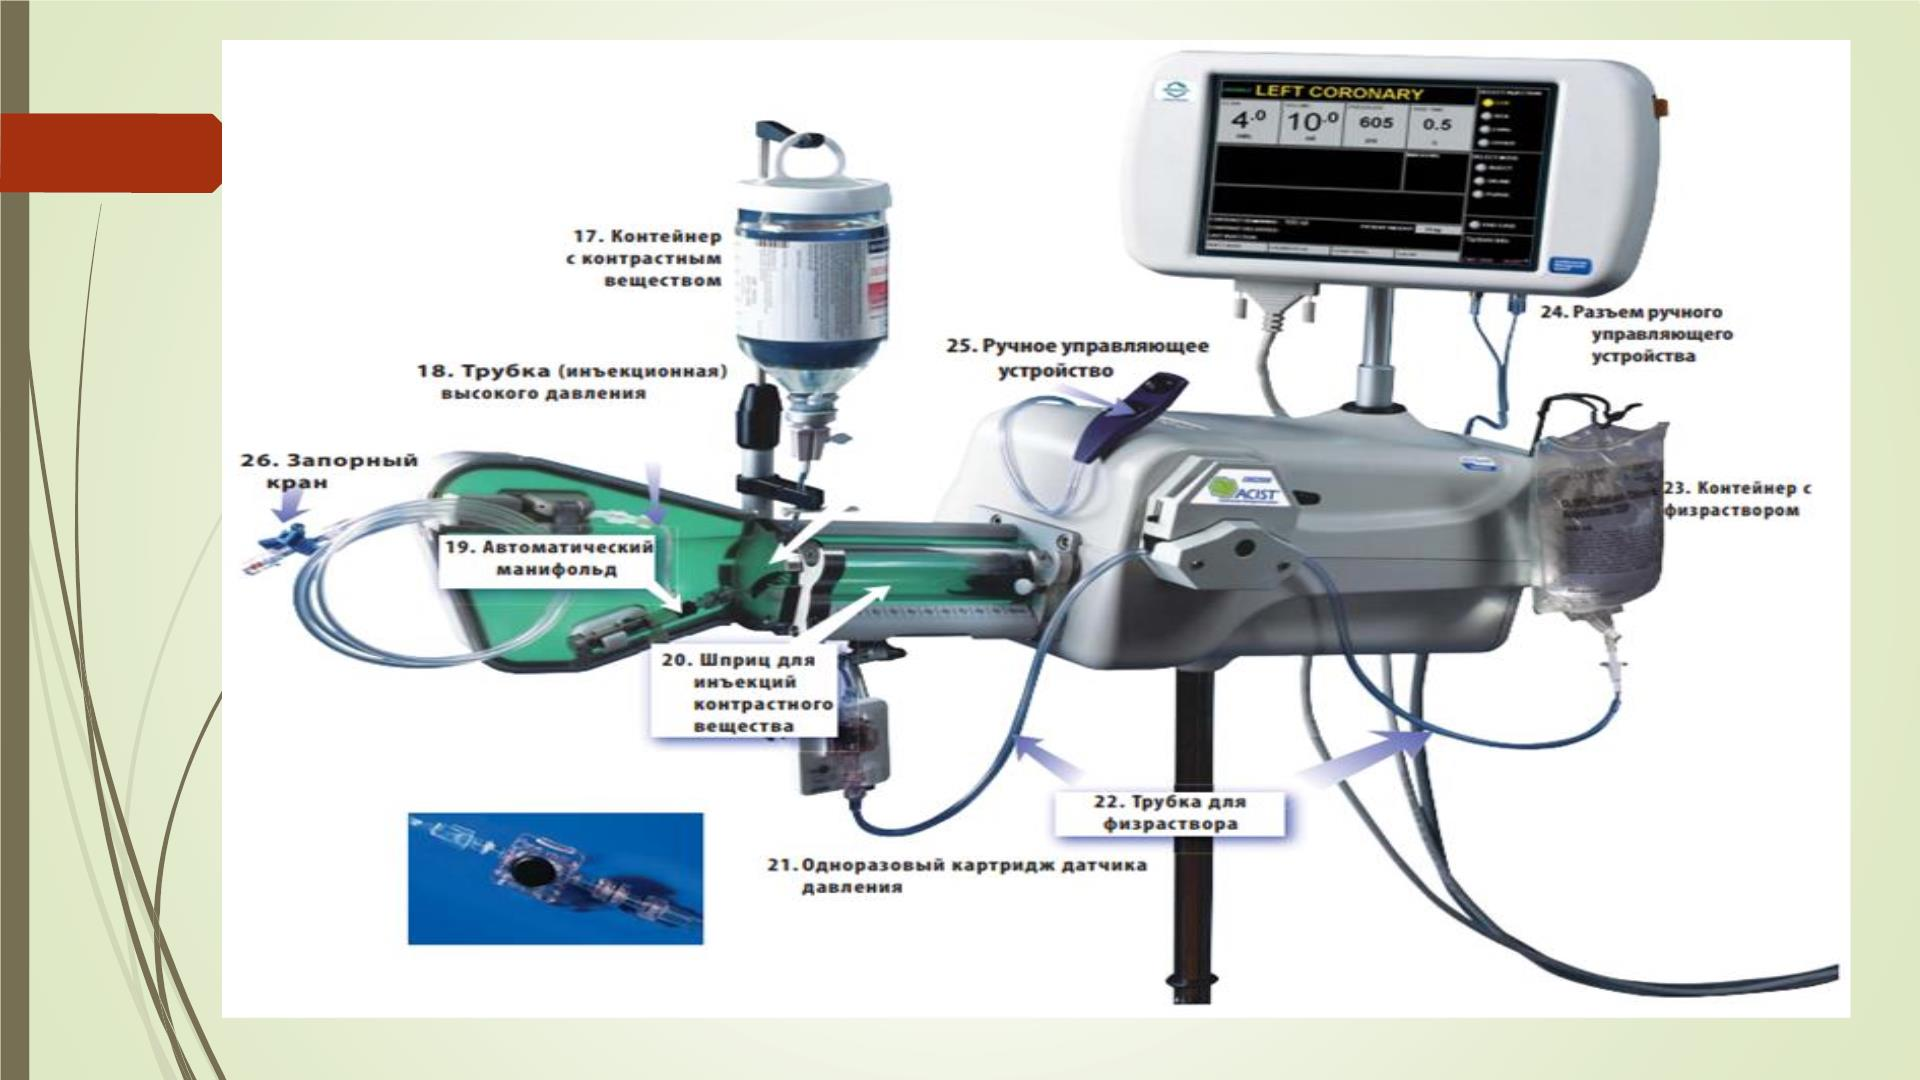 LEFT CORONARY
4.0
10.0
605
0.5
17. Контейнер
с контрастным
веществом
24. Разъем ручного
управляющего
устройства
25. Ручное управляющее
устройство
18. Трубка (инъекционная)
высокого давления
26. Запорный
кран
ACIST
23. Контейнер с
физраствором
19. Автоматический
манифольд
20. Шприц для
инъекций
контрастного
вещества
22. Трубка для
физраствора
21. Одноразовый картридж датчика
давления